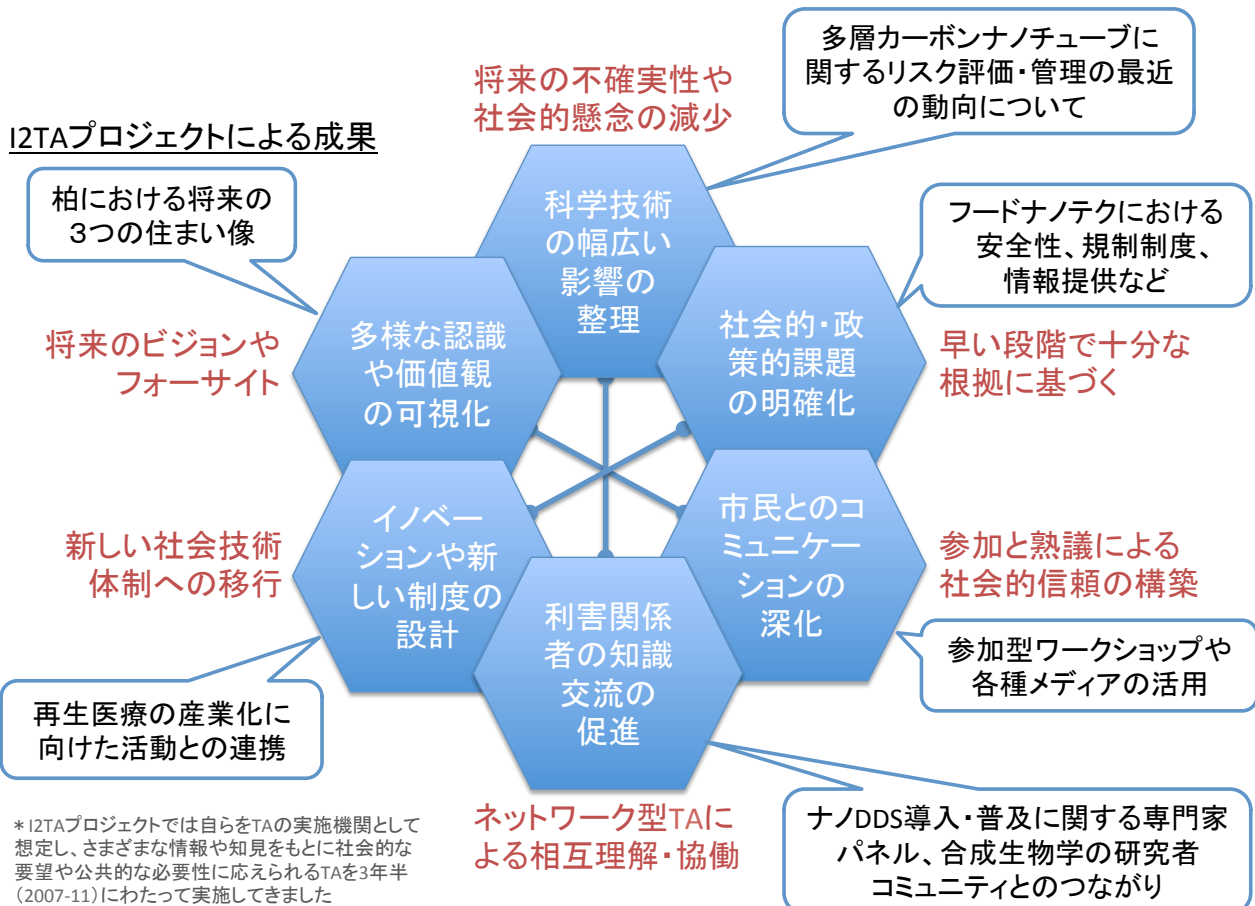 多層カーボンナノチューブに
関するリスク評価・管理の最近
の動向について
将来の不確実性や
社会的懸念の減少
I2TAプロジェクトによる成果
柏における将来の
3つの住まい像
科学技術
の幅広い
影響の
整理
フードナノテクにおける
安全性、規制制度、
情報提供など
多様な認識
や価値観
の可視化
社会的・政
策的課題
の明確化
将来のビジョンや
フォーサイト
早い段階で十分な
根拠に基づく
イノベー
ションや新
しい制度の
設計
市民とのコ
ミュニケー
ションの
深化
新しい社会技術
体制への移行
参加と熟議による
社会的信頼の構築
利害関係
者の知識
交流の
促進
参加型ワークショップや
各種メディアの活用
再生医療の産業化に
向けた活動との連携
ネットワーク型TAに
よる相互理解・協働
ナノDDS導入・普及に関する専門家
パネル、合成生物学の研究者
コミュニティとのつながり
＊I2TAプロジェクトでは自らをTAの実施機関として
想定し、さまざまな情報や知見をもとに社会的な
要望や公共的な必要性に応えられるTAを3年半
（2007-11）にわたって実施してきました